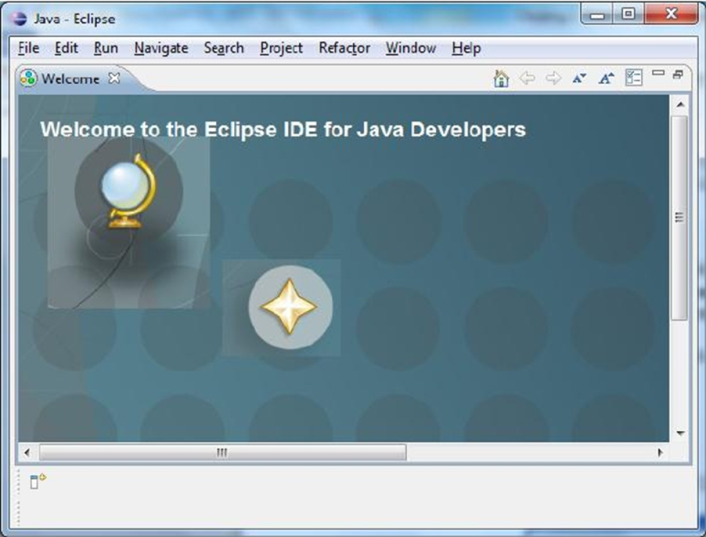 Java - Eclipse
File Edit Run Navigate Search Project Refactor Window Help
Welcome
Welcome to the Eclipse IDE for Java Developers